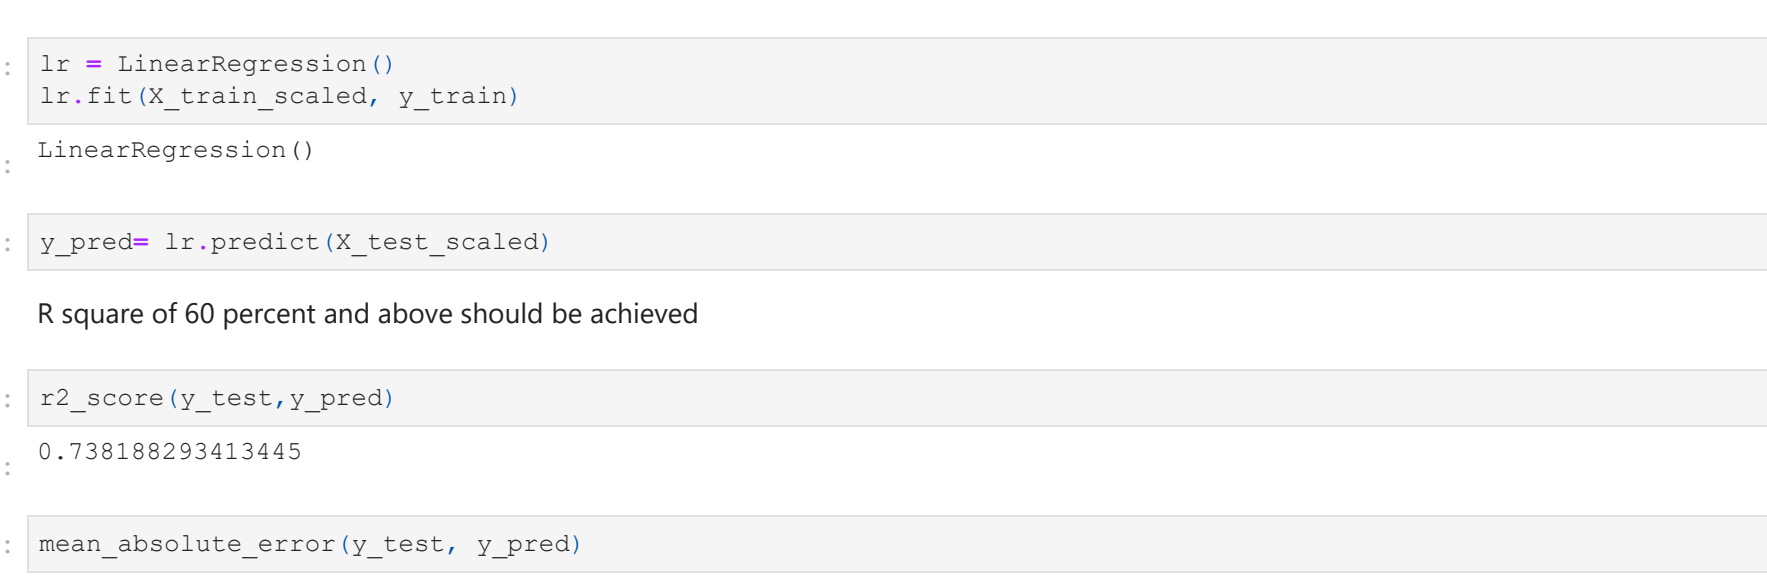 : lr = LinearRegression()
lr.fit(X_train_scaled, y_train)
LinearRegression()
:
: y_pred= lr.predict(X_test_scaled)
R square of 60 percent and above should be achieved
: r2_score(y_test,y_pred)
0.738188293413445
:
: mean_absolute_error(y_test, y_pred)